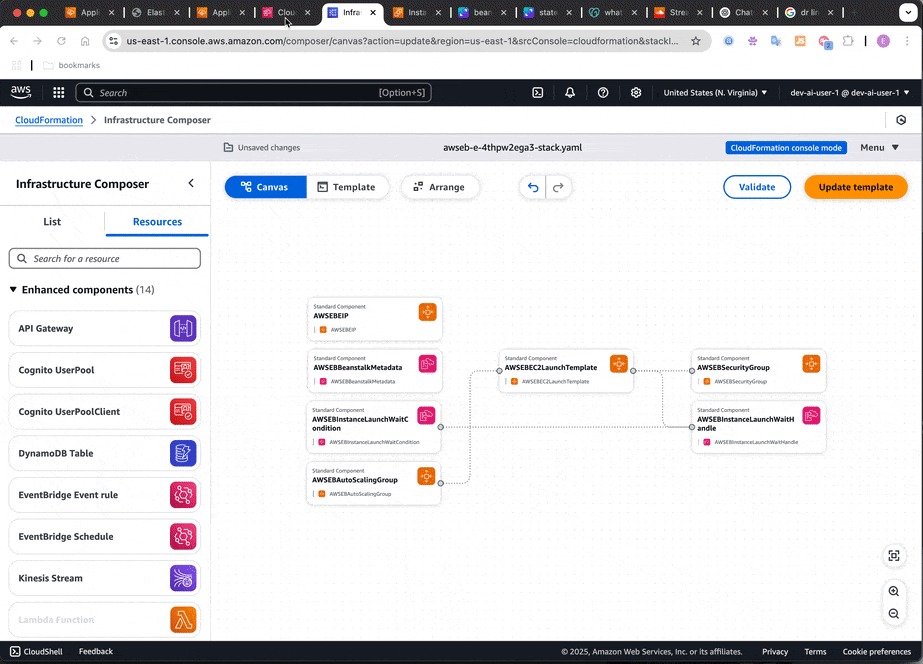 Appli
Elast
Appl
Clou
Infras
Insta
bean
state
what
Strea
Chat
dr lin
us-east-1.console.aws.amazon.com/composer/canvas?action=update&region=us-east-1&srcConsole=cloudformation&stackI...
E
bookmarks
aws
Search
[Option+S]
United States (N. Virginia)
dev-ai-user-1 @ dev-ai-user-1
CloudFormation
Infrastructure Composer
Unsaved changes
awseb-e-4thpw2ega3-stack.yaml
CloudFormation console mode
Menu
Infrastructure Composer
Canvas
Template
Arrange
Validate
Update template
List
Resources
Search for a resource
Enhanced components (14)
API Gateway
Cognito UserPool
Cognito UserPoolClient
DynamoDB Table
EventBridge Event rule
EventBridge Schedule
Kinesis Stream
Lambda Function
Standard Component
AWSEBEIP
AWSEBEIP
Standard Component
AWSEBBeanstalkMetadata
AWSEBBeanstalkMetadata
Standard Component
AWSEBInstanceLaunchWaitC
ondition
AWSEBInstanceLaunchWaitCondition
Standard Component
AWSEBAutoScalingGroup
AWSEBAutoScalingGroup
Standard Component
AWSEBEC2LaunchTemplate
AWSEBEC2LaunchTemplate
Standard Component
AWSEBSecurityGroup
AWSEBSecurityGroup
Standard Component
AWSEBInstanceLaunchWaitH
andle
AWSEBInstanceLaunchWaitHandle
CloudShell
Feedback
© 2025, Amazon Web Services, Inc. or its affiliates.
Privacy
Terms
Cookie preferences